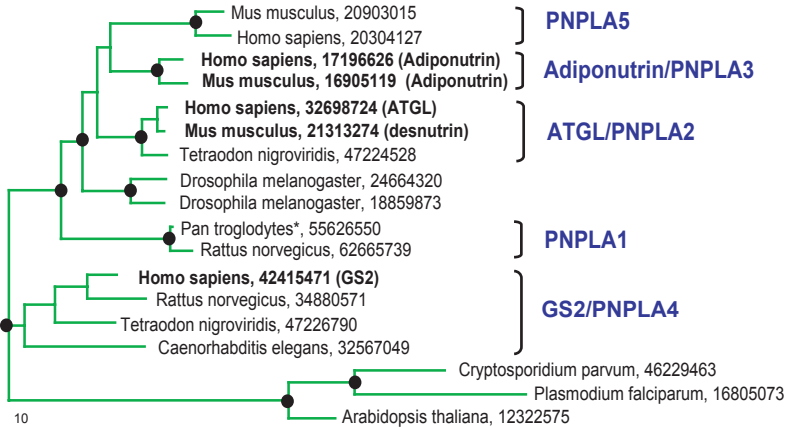 Mus musculus, 20903015
Homo sapiens, 20304127
PNPLA5
Homo sapiens, 17196626 (Adiponutrin)
Mus musculus, 16905119 (Adiponutrin)
Adiponutrin/PNPLA3
Homo sapiens, 32698724 (ATGL)
Mus musculus, 21313274 (desnutrin)
Tetraodon nigroviridis, 47224528
ATGL/PNPLA2
Drosophila melanogaster, 24664320
Drosophila melanogaster, 18859873
Pan troglodytes*, 55626550
Rattus norvegicus, 62665739
PNPLA1
Homo sapiens, 42415471 (GS2)
Rattus norvegicus, 34880571
Tetraodon nigroviridis, 47226790
Caenorhabditis elegans, 32567049
GS2/PNPLA4
Cryptosporidium parvum, 46229463
Plasmodium falciparum, 16805073
Arabidopsis thaliana, 12322575
10